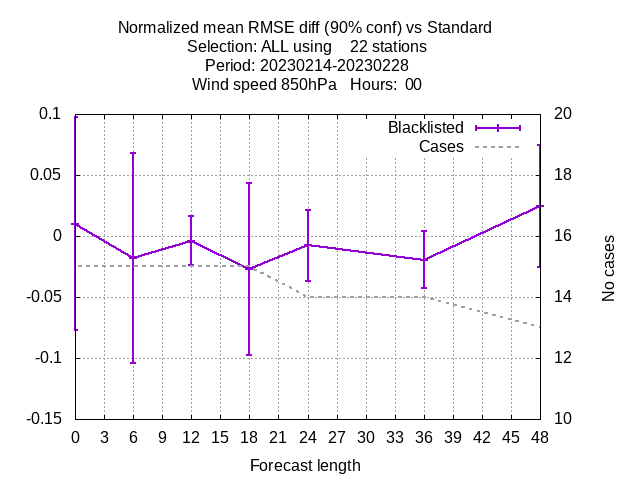 Normalized mean RMSE diff (90% conf) vs Standard
Selection: ALL using    22 stations
Period: 20230214-20230228
Wind speed 850hPa   Hours:  00
0.1
0.05
0
-0.05
-0.1
-0.15
20
18
16
14
12
10
Blacklisted
Cases
No cases
0 3 6 9 12 15 18 21 24 27 30 33 36 39 42 45 48
Forecast length